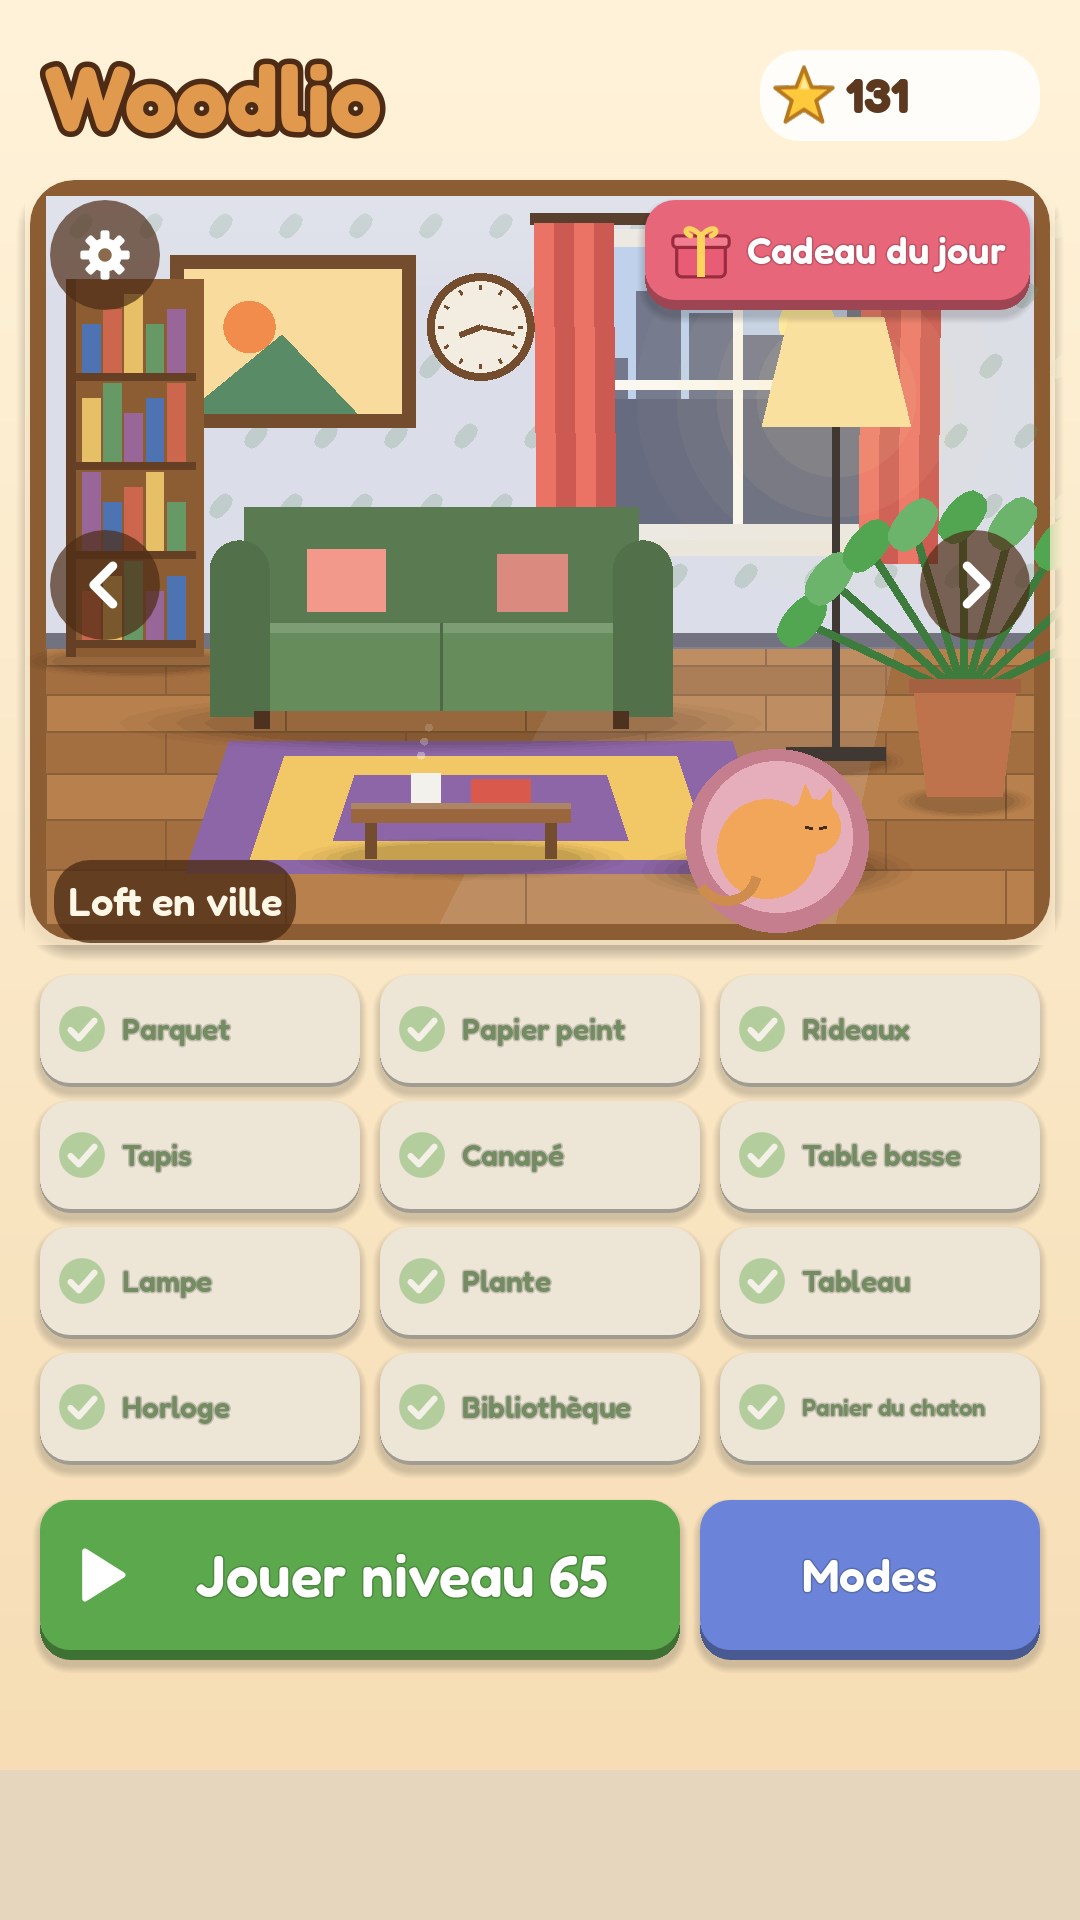 Woodlio
131
Cadeau du jour
Loft en ville
Parquet
Papier peint
Rideaux
Tapis
Canapé
Table basse
Lampe
Plante
Tableau
Horloge
Bibliothèque
Panier du chaton
Jouer niveau 65
Modes